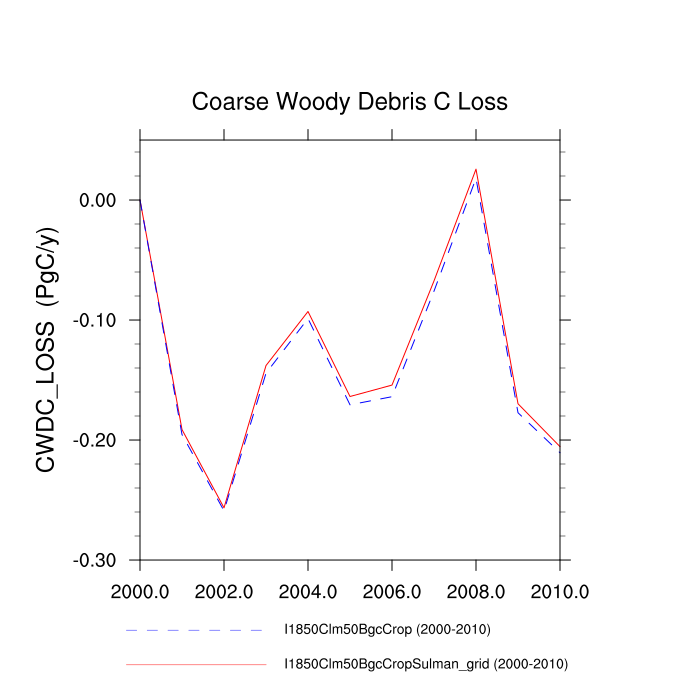 Coarse Woody Debris C Loss
CWDC_LOSS (PgC/y)
0.00
-0.10
-0.20
-0.30
2000.0 2002.0 2004.0 2006.0 2008.0 2010.0
I1850Clm50BgcCrop (2000-2010)
I1850Clm50BgcCropSulman_grid (2000-2010)